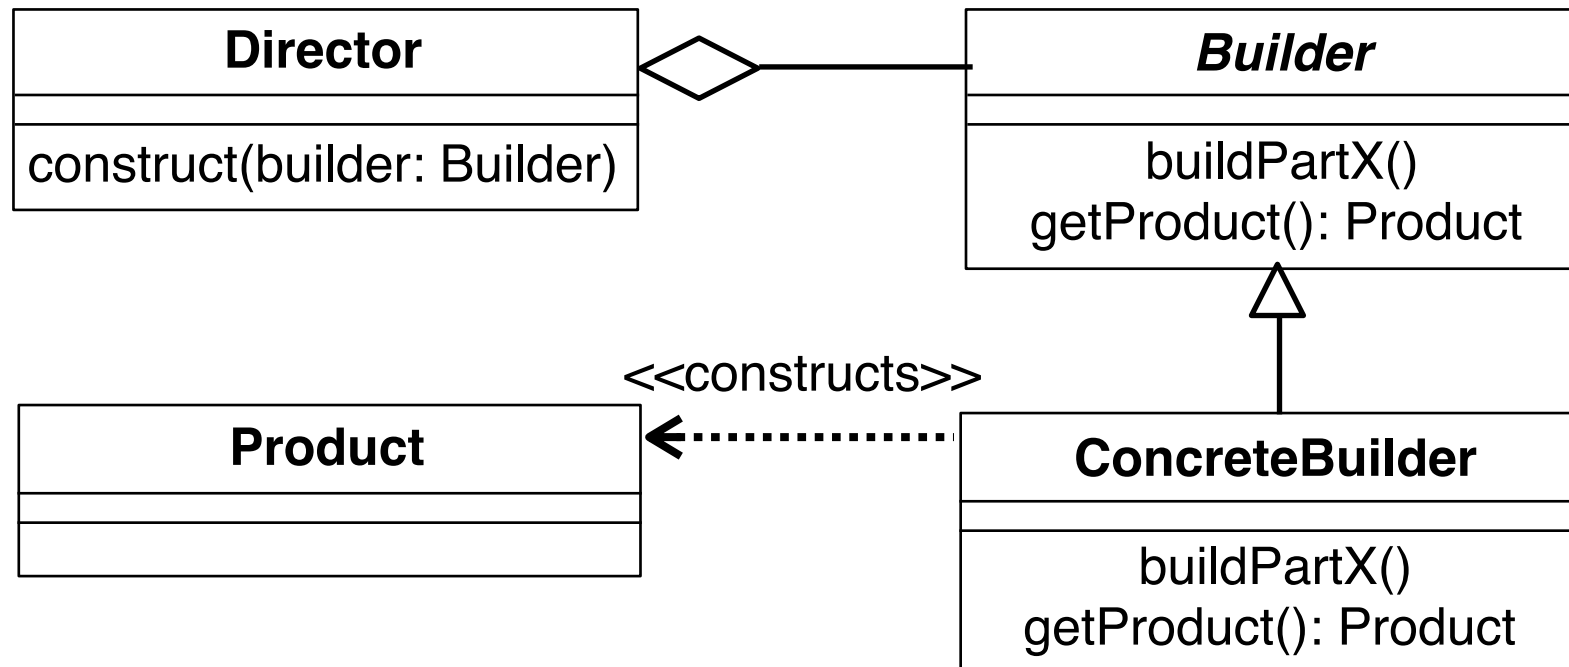 Director
construct(builder: Builder)
Builder
buildPartX()
getProduct(): Product
<<constructs>>
Product
ConcreteBuilder
buildPartX()
getProduct(): Product